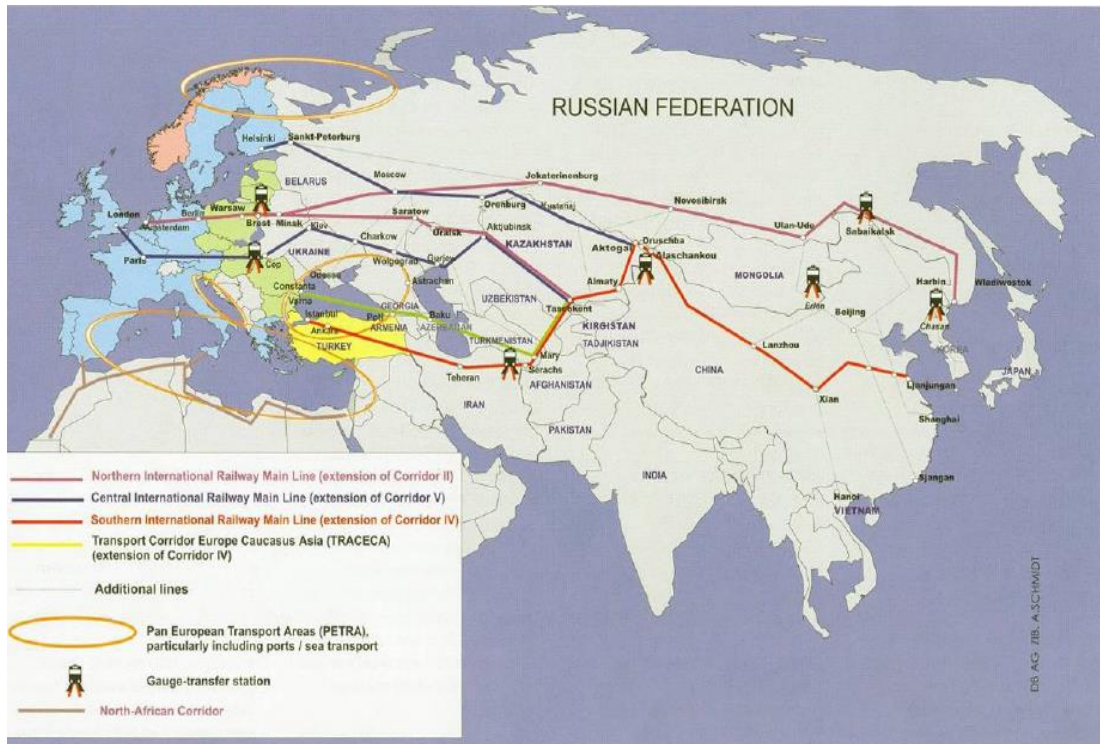 RUSSIAN FEDERATION
Helsinki
Sankt-Peterburg
BELARUS
Moscow
Jekaterinenburg
Orenburg
Kustanaj
Novosibirsk
Ulan-Ude
Sabaikalsk
London
Amsterdam
Berlin
Warsaw
Brest
Minsk
Kiev
Saratow
Uralsk
Aktjubinsk
KAZAKHSTAN
Aktogai
Druschba
Alaschankou
MONGOLIA
Harbin
Wladiwostok
Paris
Cop
UKRAINE
Charkow
Wolgograd
Gurjev
Astrachan
Odessa
Constanta
Varna
Istanbul
Ankara
TURKEY
Poti
GEORGIA
ARMENIA
Baku
AZERBAIJAN
UZBEKISTAN
TURKMENISTAN
Taschkent
Almaty
KIRGISTAN
TADJIKISTAN
Erlan
Beijing
Chasan
KOREA
JAPAN
Mary
Serachs
Teheran
AFGHANISTAN
IRAN
PAKISTAN
INDIA
CHINA
Lanzhou
Xian
Lianjungan
Shanghai
Sjangan
Hanoi
VIETNAM
Northern International Railway Main Line (extension of Corridor II)
Central International Railway Main Line (extension of Corridor V)
Southern International Railway Main Line (extension of Corridor IV)
Transport Corridor Europe Caucasus Asia (TRACECA)
(extension of Corridor IV)
Additional lines
Pan European Transport Areas (PETRA),
particularly including ports / sea transport
Gauge-transfer station
North-African Corridor
DB AG ZIB, A.SCHMIDT